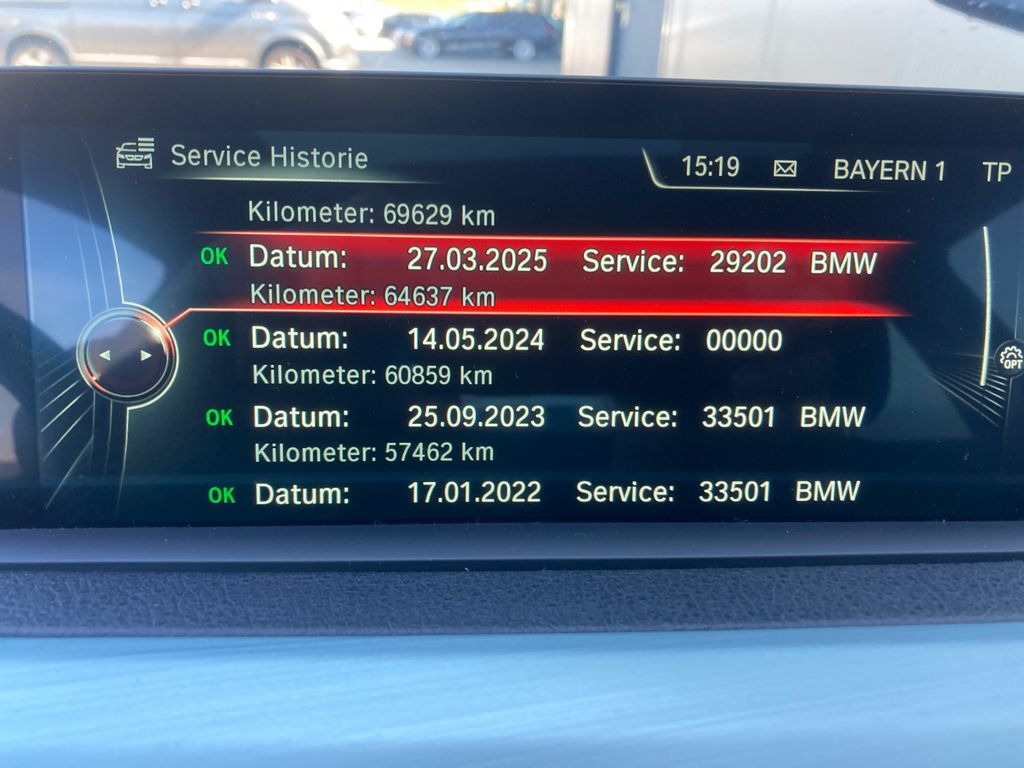 Service Historie
15:19 BAYERN 1 TP
Kilometer: 69629 km
OK Datum: 27.03.2025 Service: 29202 BMW
Kilometer: 64637 km
OK Datum: 14.05.2024 Service: 00000
Kilometer: 60859 km
OK Datum: 25.09.2023 Service: 33501 BMW
Kilometer: 57462 km
OK Datum: 17.01.2022 Service: 33501 BMW
OPT